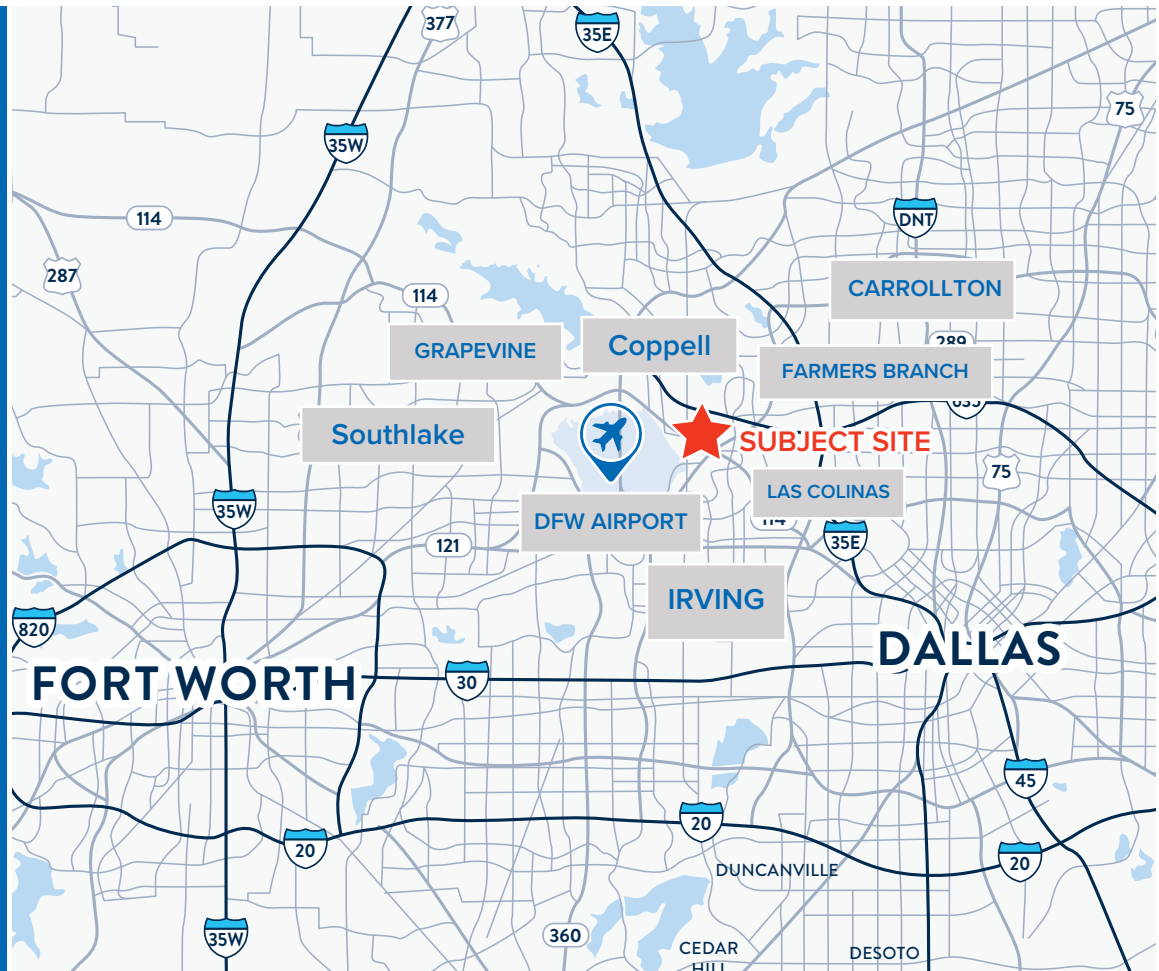 377
35E
75
35W
114
DNT
287
CARROLLTON
114
289
Coppell
GRAPEVINE
FARMERS BRANCH
635
Southlake
SUBJECT SITE
75
LAS COLINAS
35W
DFW AIRPORT
114
35E
121
IRVING
820
DALLAS
FORT WORTH
30
45
20
20
20
DUNCANVILLE
35W
360
CEDAR
HILL
DESOTO